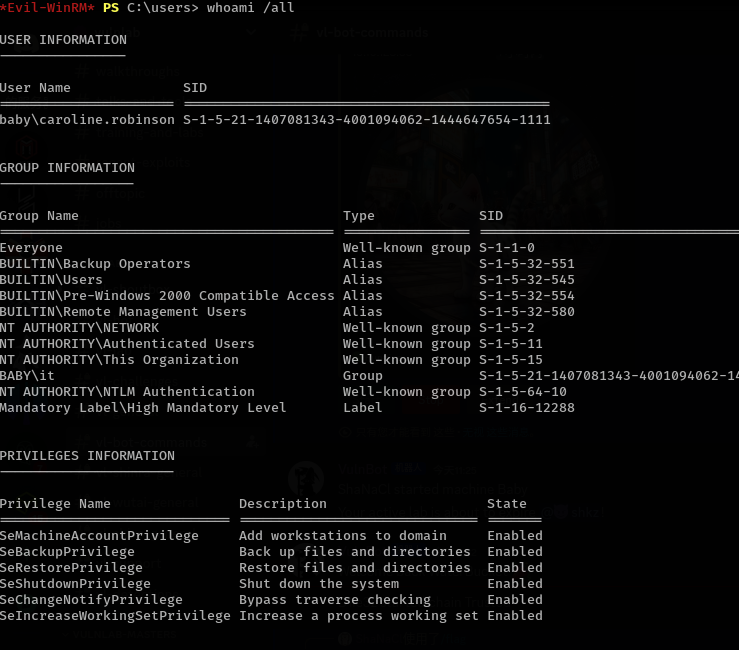 *Evil-WinRM* PS C:\users> whoami /all
USER INFORMATION
User Name SID
baby\caroline.robinson S-1-5-21-1407081343-4001094062-1444647654-1111
GROUP INFORMATION
Group Name Type SID
Everyone Well-known group S-1-1-0
BUILTIN\Backup Operators Alias S-1-5-32-551
BUILTIN\Users Alias S-1-5-32-545
BUILTIN\Pre-Windows 2000 Compatible Access Alias S-1-5-32-554
BUILTIN\Remote Management Users Alias S-1-5-32-580
NT AUTHORITY\NETWORK Well-known group S-1-5-2
NT AUTHORITY\Authenticated Users Well-known group S-1-5-11
NT AUTHORITY\This Organization Well-known group S-1-5-15
BABY\it Group S-1-5-21-1407081343-4001094062-14
NT AUTHORITY\NTLM Authentication Well-known group S-1-5-64-10
Mandatory Label\High Mandatory Level Label S-1-16-12288
PRIVILEGES INFORMATION
Privilege Name Description State
SeMachineAccountPrivilege Add workstations to domain Enabled
SeBackupPrivilege Back up files and directories Enabled
SeRestorePrivilege Restore files and directories Enabled
SeShutdownPrivilege Shut down the system Enabled
SeChangeNotifyPrivilege Bypass traverse checking Enabled
SeIncreaseWorkingSetPrivilege Increase a process working set Enabled